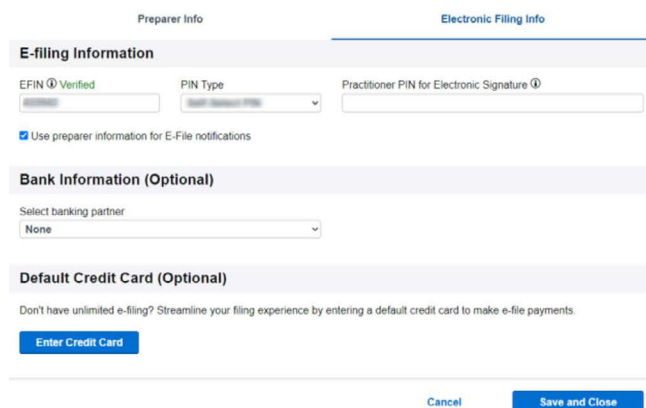 Preparer Info Electronic Filing Info
E-filing Information
EFIN ⓘ Verified PIN Type Practitioner PIN for Electronic Signature ⓘ
Use preparer information for E-File notifications
Bank Information (Optional)
Select banking partner
None
Default Credit Card (Optional)
Don't have unlimited e-filing? Streamline your filing experience by entering a default credit card to make e-file payments.
Enter Credit Card
Cancel Save and Close